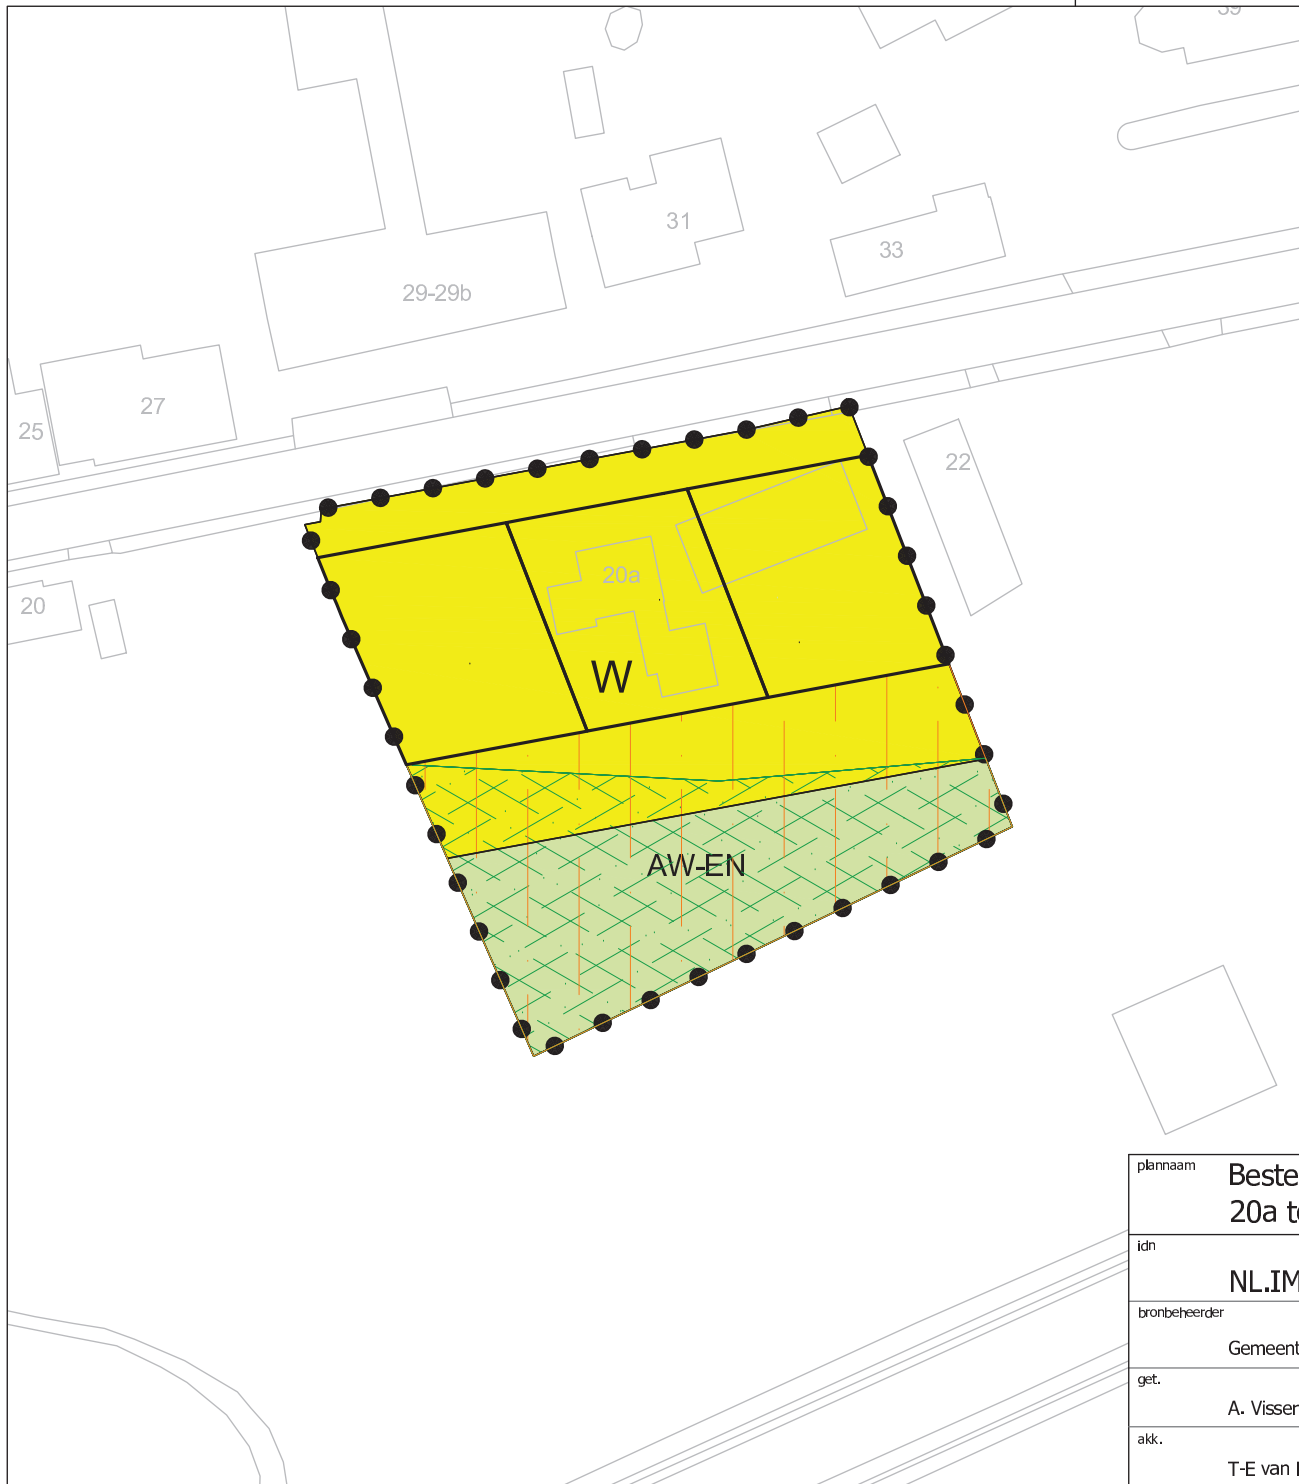 31
33
29-29b
27
25
22
20a
20
W
AW-EN
plannaam
Beste
20a t
idn
NL.IM
bronbeheerder
Gemeent
get.
A. Visser
akk.
T-E van